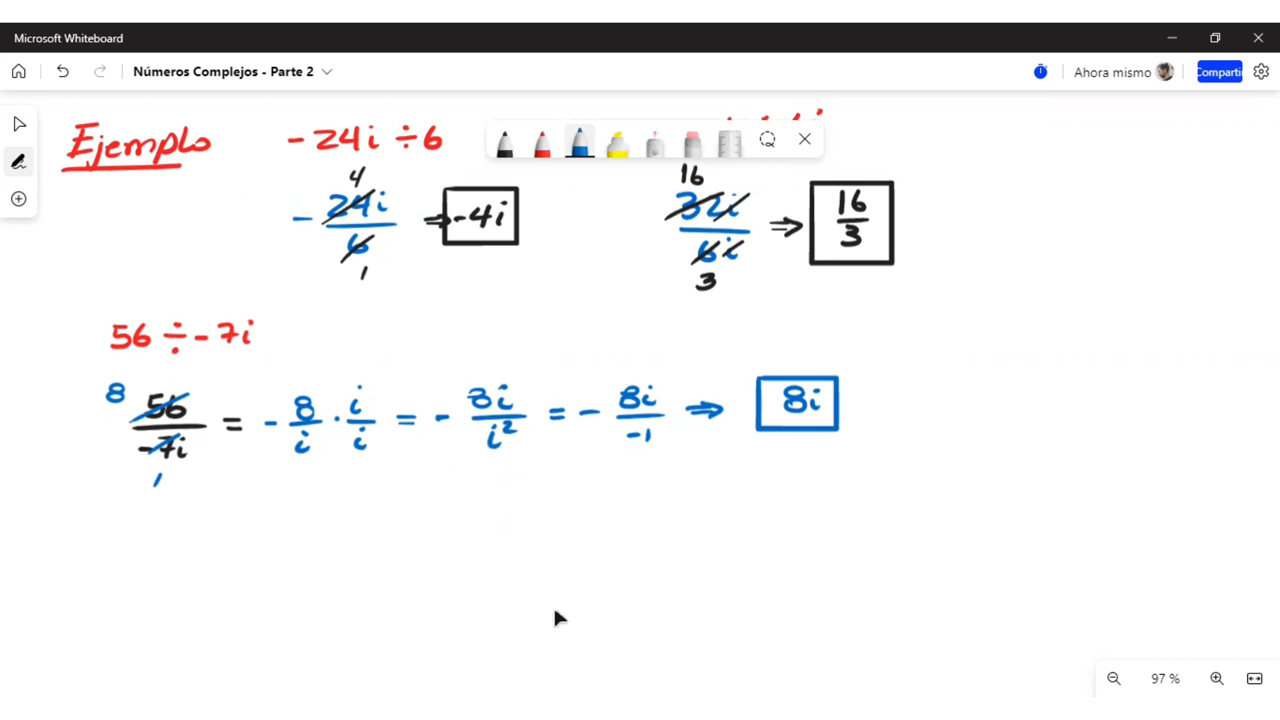 Microsoft Whiteboard
Números Complejos - Parte 2
Ahora mismo
Comparti
Ejemplo
-24i ÷ 6
4
- 24i / 6 ⇒ -4i
1
16
32i / 6i ⇒ 16/3
3
56 ÷ -7i
8 56 / -7i = - 8/i · i/i = - 8i/i² = - 8i/-1 ⇒ 8i
1
97 %